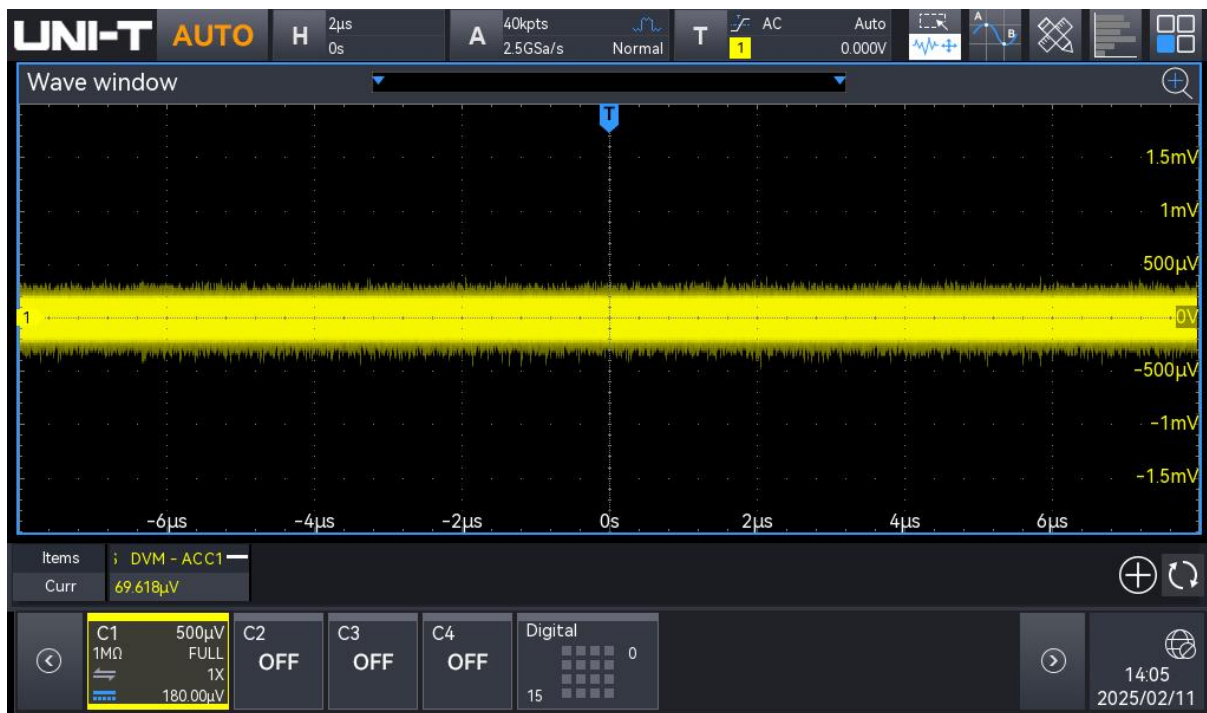 UNI-T AUTO H 2µs A 40kpts T AC Auto
0s 2.5GSa/s Normal 1 0.000V
A B
Wave window
T
1.5mV
1mV
500µV
1 0V
-500µV
-1mV
-1.5mV
-6µs -4µs -2µs 0s 2µs 4µs 6µs
Items ; DVM - ACC1
Curr 69.618µV
C1 500µV C2 C3 C4 Digital
1MΩ FULL OFF OFF OFF 0
1X
180.00µV 15
14:05
2025/02/11